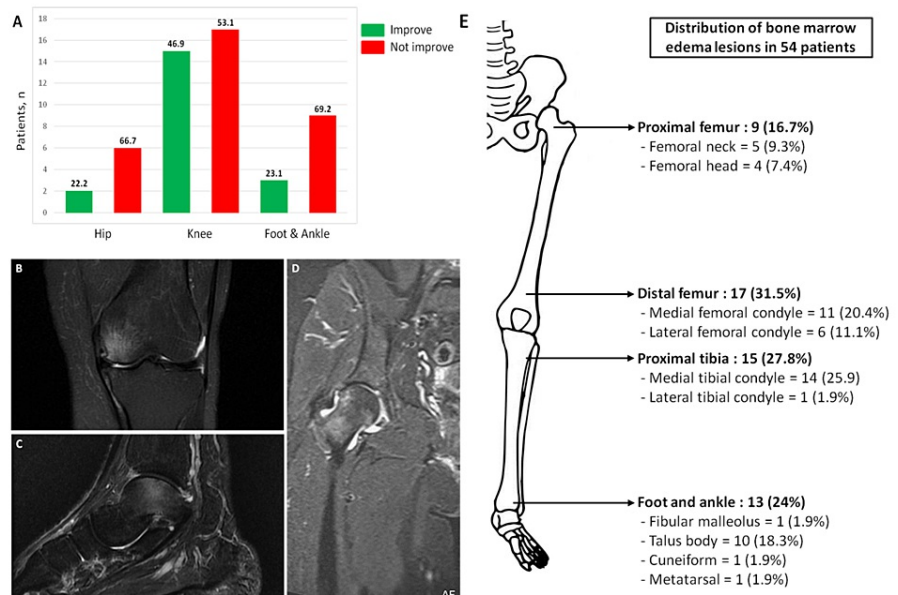 A
18
16
14
12
10
8
6
4
2
0
Patients, n
22.2
66.7
46.9
53.1
23.1
69.2
Hip
Knee
Foot & Ankle
Improve
Not improve
B
C
D
E
Distribution of bone marrow
edema lesions in 54 patients
Proximal femur : 9 (16.7%)
- Femoral neck = 5 (9.3%)
- Femoral head = 4 (7.4%)
Distal femur : 17 (31.5%)
- Medial femoral condyle = 11 (20.4%)
- Lateral femoral condyle = 6 (11.1%)
Proximal tibia : 15 (27.8%)
- Medial tibial condyle = 14 (25.9)
- Lateral tibial condyle = 1 (1.9%)
Foot and ankle : 13 (24%)
- Fibular malleolus = 1 (1.9%)
- Talus body = 10 (18.3%)
- Cuneiform = 1 (1.9%)
- Metatarsal = 1 (1.9%)